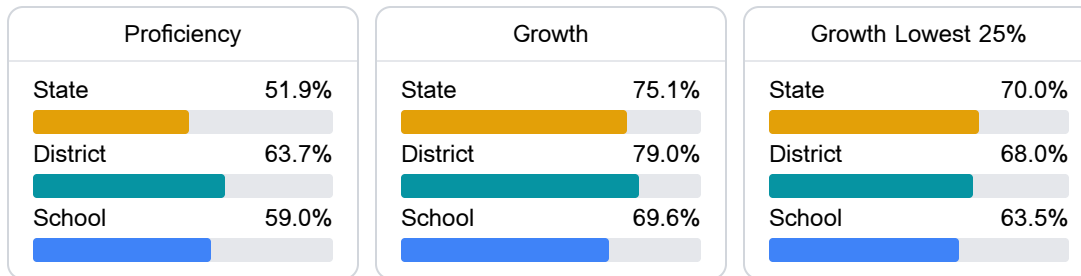 Proficiency
State 51.9%
District 63.7%
School 59.0%
Growth
State 75.1%
District 79.0%
School 69.6%
Growth Lowest 25%
State 70.0%
District 68.0%
School 63.5%